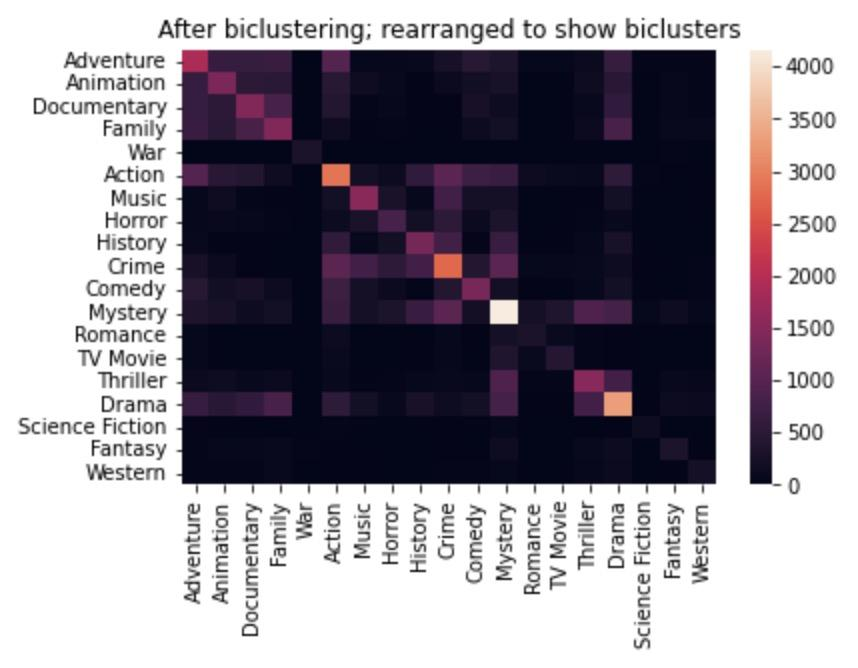 After biclustering; rearranged to show biclusters
Adventure
Animation
Documentary
Family
War
Action
Music
Horror
History
Crime
Comedy
Mystery
Romance
TV Movie
Thriller
Drama
Science Fiction
Fantasy
Western
Adventure
Animation
Documentary
Family
War
Action
Music
Horror
History
Crime
Comedy
Mystery
Romance
TV Movie
Thriller
Drama
Science Fiction
Fantasy
Western
4000
3500
3000
2500
2000
1500
1000
500
0